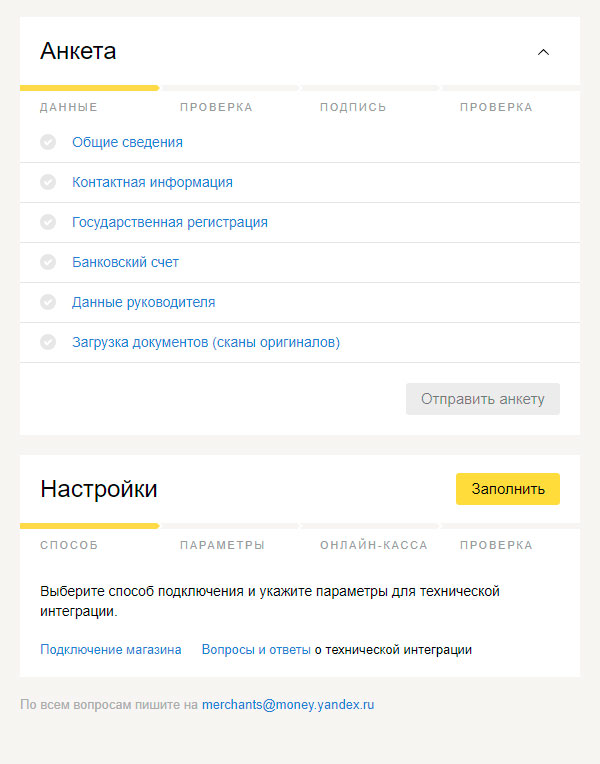 Анкета
ДАННЫЕ ПРОВЕРКА ПОДПИСЬ ПРОВЕРКА
Общие сведения
Контактная информация
Государственная регистрация
Банковский счет
Данные руководителя
Загрузка документов (сканы оригиналов)
Отправить анкету
Настройки Заполнить
СПОСОБ ПАРАМЕТРЫ ОНЛАЙН-КАССА ПРОВЕРКА
Выберите способ подключения и укажите параметры для технической
интеграции.
Подключение магазина Вопросы и ответы о технической интеграции
По всем вопросам пишите на merchants@money.yandex.ru